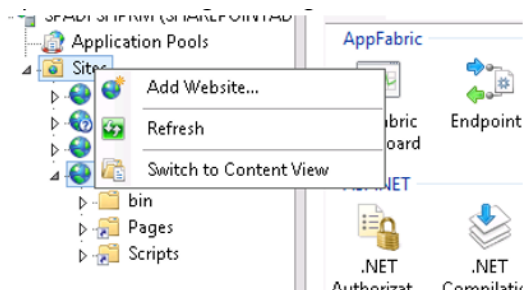 Application Pools
Sites
Add Website...
Refresh
Switch to Content View
bin
Pages
Scripts
AppFabric
Endpoint
.NET
.NET